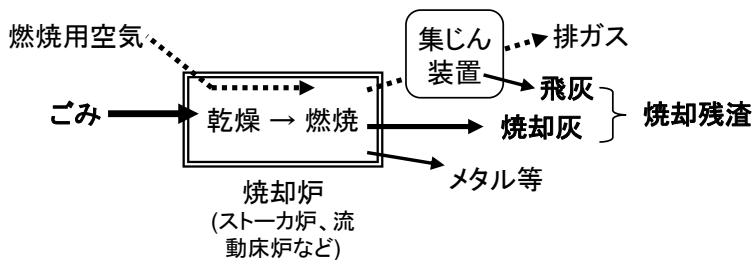 燃焼用空気
集じん
装置
排ガス
飛灰
ごみ
乾燥 → 燃焼
焼却灰
焼却残渣
メタル等
焼却炉
(ストーカ炉、流
動床炉など)